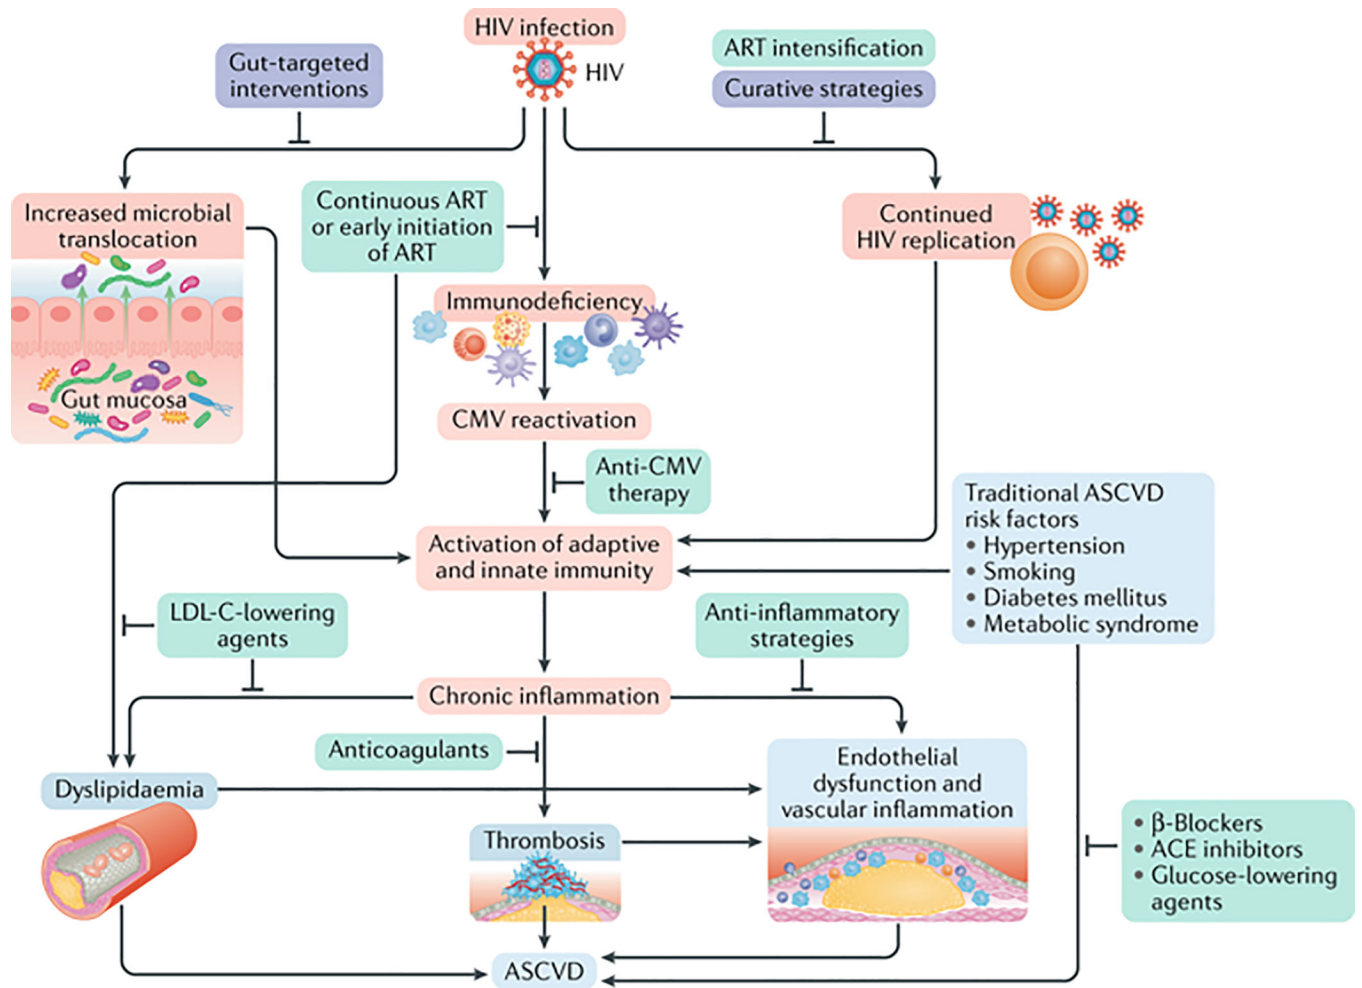 HIV infection
HIV
Gut-targeted
interventions
ART intensification
Curative strategies
Increased microbial
translocation
Gut mucosa
Continuous ART
or early initiation
of ART
Continued
HIV replication
Immunodeficiency
CMV reactivation
Anti-CMV
therapy
Traditional ASCVD
risk factors
• Hypertension
• Smoking
• Diabetes mellitus
• Metabolic syndrome
Activation of adaptive
and innate immunity
LDL-C-lowering
agents
Anti-inflammatory
strategies
Chronic inflammation
Anticoagulants
Dyslipidaemia
Thrombosis
Endothelial
dysfunction and
vascular inflammation
• β-Blockers
• ACE inhibitors
• Glucose-lowering
agents
ASCVD